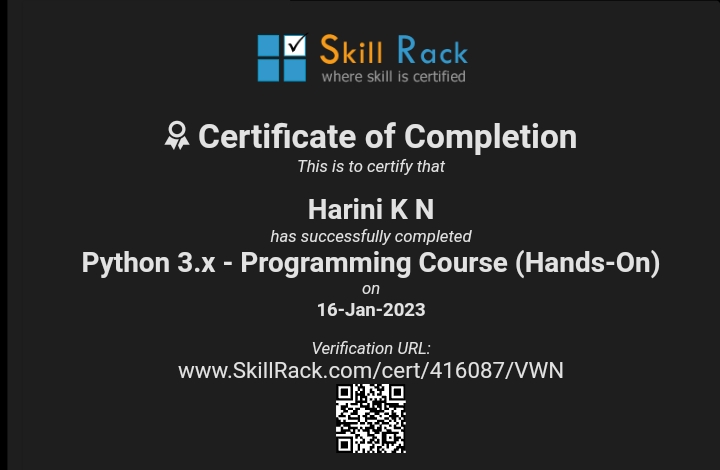 Skill Rack
where skill is certified
Certificate of Completion
This is to certify that
Harini K N
has successfully completed
Python 3.x - Programming Course (Hands-On)
on
16-Jan-2023
Verification URL:
www.SkillRack.com/cert/416087/VWN